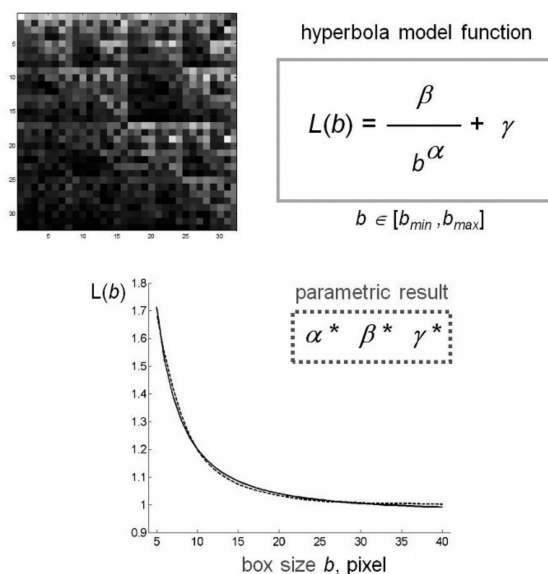 hyperbola model function
5
10
15
20
25
30
5 10 15 20 25 30
L(b) = β / b^α + γ
b ∈ [b_min , b_max]
L(b)
parametric result
α* β* γ*
1.8
1.7
1.6
1.5
1.4
1.3
1.2
1.1
1
0.9
5 10 15 20 25 30 35 40
box size b, pixel